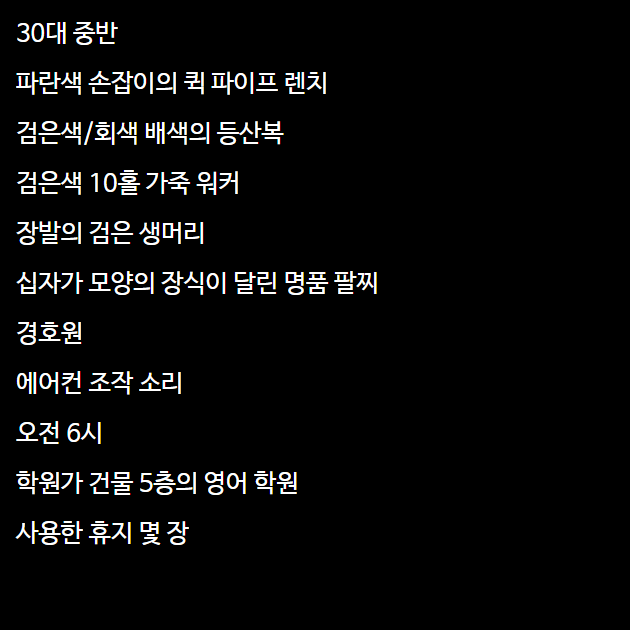 30대 중반
파란색 손잡이의 퀵 파이프 렌치
검은색/회색 배색의 등산복
검은색 10홀 가죽 워커
장발의 검은 생머리
십자가 모양의 장식이 달린 명품 팔찌
경호원
에어컨 조작 소리
오전 6시
학원가 건물 5층의 영어 학원
사용한 휴지 몇 장